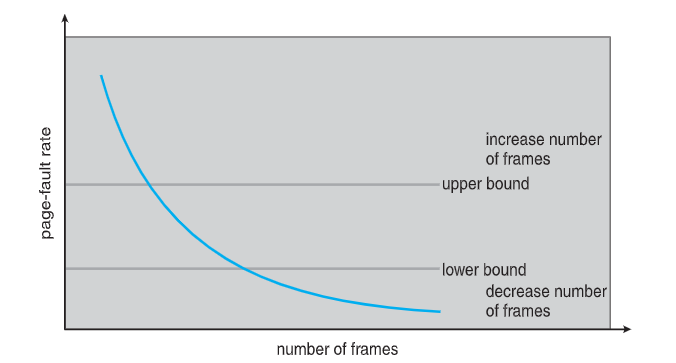 page-fault rate
increase number
of frames
upper bound
lower bound
decrease number
of frames
number of frames